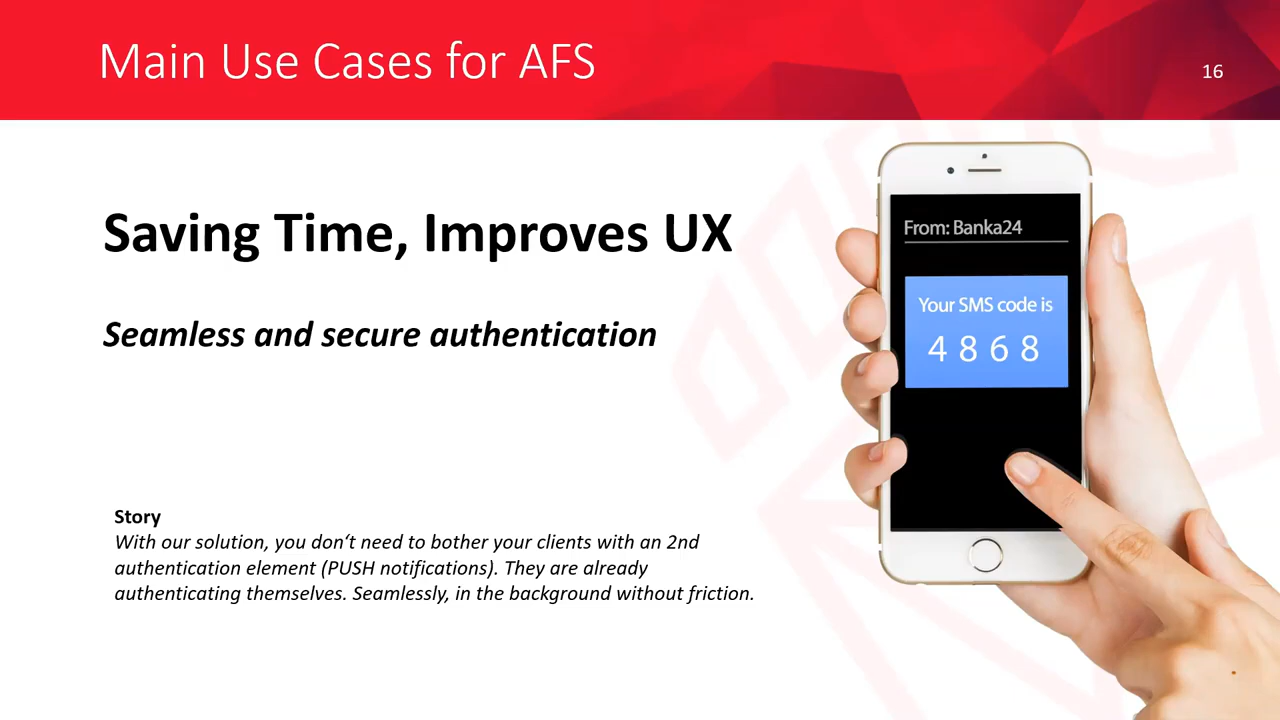 Main Use Cases for AFS
16
Saving Time, Improves UX
Seamless and secure authentication
From: Banka24
Your SMS code is
4 8 6 8
Story
With our solution, you don‘t need to bother your clients with an 2nd
authentication element (PUSH notifications). They are already
authenticating themselves. Seamlessly, in the background without friction.